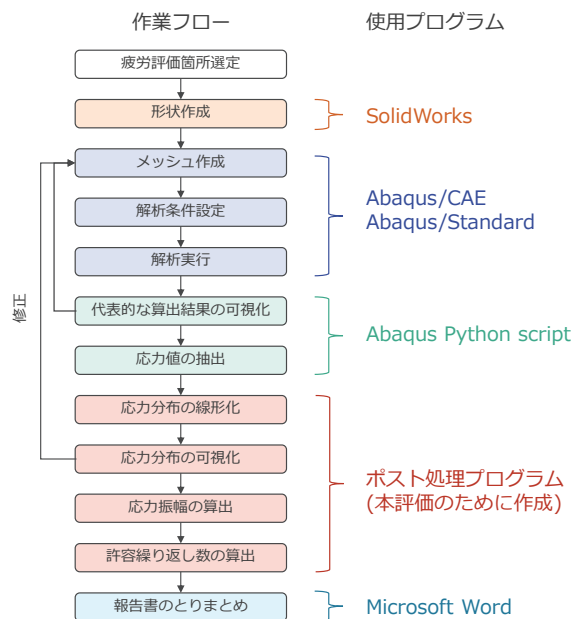 作業フロー
使用プログラム
疲労評価箇所選定
形状作成
SolidWorks
メッシュ作成
解析条件設定
Abaqus/CAE
Abaqus/Standard
解析実行
修正
代表的な算出結果の可視化
Abaqus Python script
応力値の抽出
応力分布の線形化
応力分布の可視化
ポスト処理プログラム
(本評価のために作成)
応力振幅の算出
許容繰り返し数の算出
報告書のとりまとめ
Microsoft Word